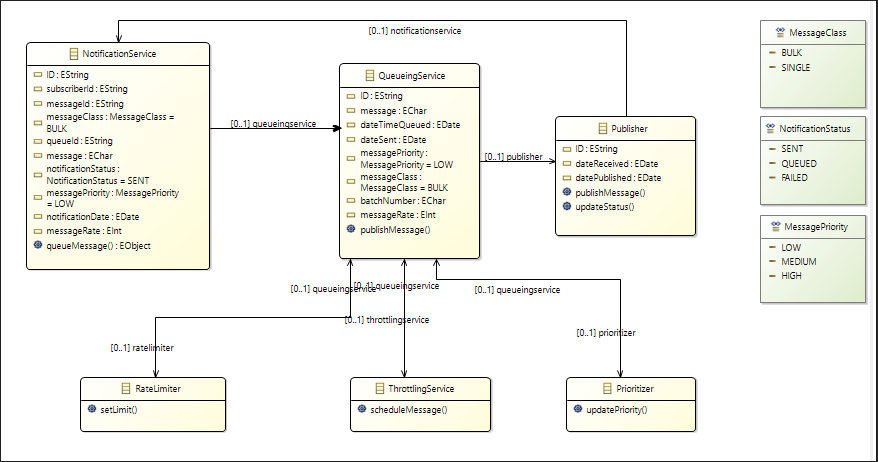 [0..1] notificationservice
NotificationService
ID : EString
subscriberId : EString
messageId : EString
messageClass : MessageClass =
BULK
queueId : EString
message : EChar
notificationStatus :
NotificationStatus = SENT
messagePriority : MessagePriority
= LOW
notificationDate : EDate
messageRate : EInt
queueMessage() : EObject
[0..1] queueingservice
QueueingService
ID : EString
message : EChar
dateTimeQueued : EDate
dateSent : EDate
messagePriority :
MessagePriority = LOW
messageClass :
MessageClass = BULK
batchNumber : EChar
messageRate : EInt
publishMessage()
[0..1] publisher
Publisher
ID : EString
dateReceived : EDate
datePublished : EDate
publishMessage()
updateStatus()
MessageClass
BULK
SINGLE
NotificationStatus
SENT
QUEUED
FAILED
MessagePriority
LOW
MEDIUM
HIGH
[0..1] queueingservice
[0..1] queueingservice
[0..1] queueingservice
[0..1] throttlingservice
[0..1] ratelimiter
[0..1] prioritizer
RateLimiter
setLimit()
ThrottlingService
scheduleMessage()
Prioritizer
updatePriority()